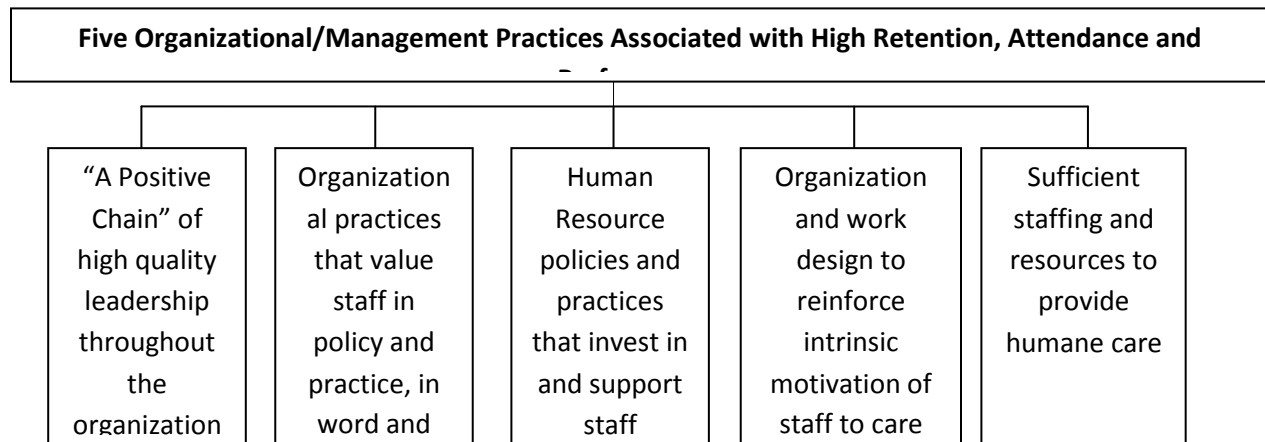 Five Organizational/Management Practices Associated with High Retention, Attendance and
“A Positive
Chain” of
high quality
leadership
throughout
the
organization
Organization
al practices
that value
staff in
policy and
practice, in
word and
Human
Resource
policies and
practices
that invest in
and support
staff
Organization
and work
design to
reinforce
intrinsic
motivation of
staff to care
Sufficient
staffing and
resources to
provide
humane care